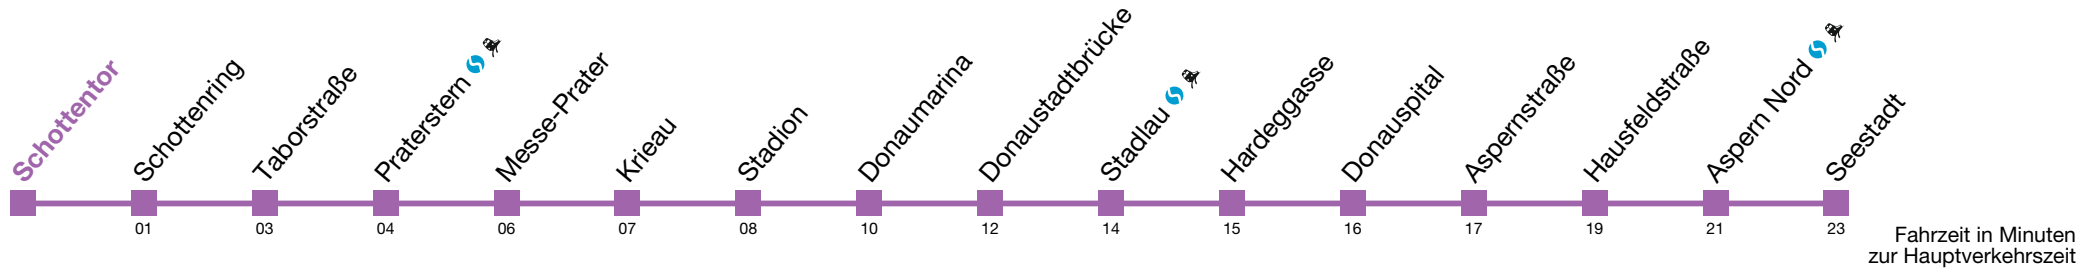 Schottentor
Schottenring
Taborstraße
Praterstern
Messe-Prater
Krieau
Stadion
Donaumarina
Donaustadtbrücke
Stadlau
Hardeggasse
Donauspital
Aspernstraße
Hausfeldstraße
Aspern Nord
Seestadt
01 03 04 06 07 08 10 12 14 15 16 17 19 21 23
Fahrzeit in Minuten
zur Hauptverkehrszeit